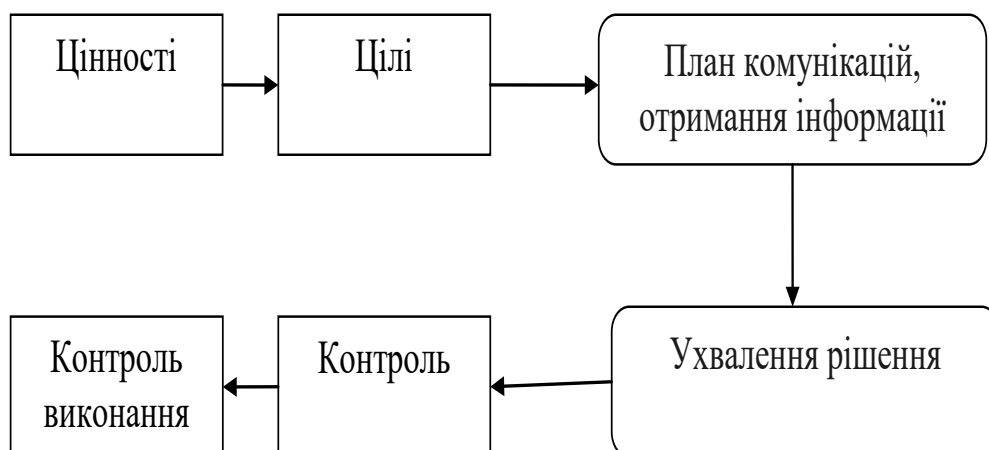 Цінності
Цілі
План комунікацій,
отримання інформації
Ухвалення рішення
Контроль
Контроль
виконання